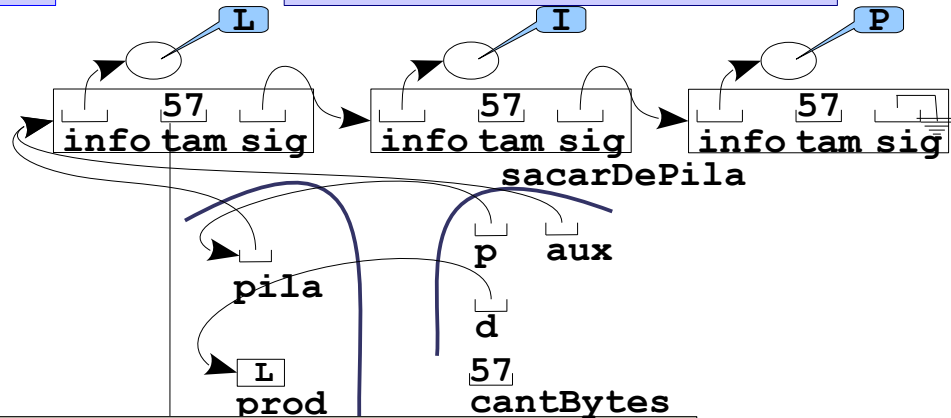 L I P
57 57 57
info tam sig info tam sig info tam sig
sacarDePila
p aux
pila
d
L 57
prod cantBytes